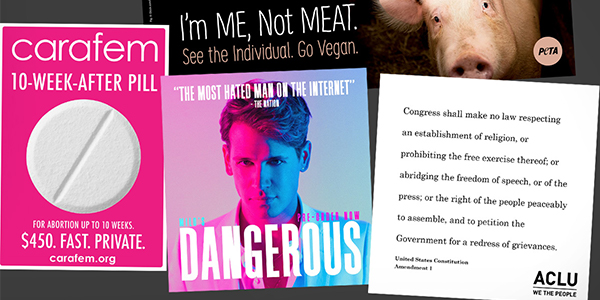 carafem
10-WEEK-AFTER PILL
FOR ABORTION UP TO 10 WEEKS.
$450. FAST. PRIVATE.
carafem.org
I'm ME, Not MEAT.
See the Individual. Go Vegan.
PETA
"THE MOST HATED MAN ON THE INTERNET"
- THE NATION
MILO
PRE-ORDER NOW
DANGEROUS
Congress shall make no law respecting
an establishment of religion, or
prohibiting the free exercise thereof; or
abridging the freedom of speech, or of the
press; or the right of the people peaceably
to assemble, and to petition the
Government for a redress of grievances.
United States Constitution
Amendment I
ACLU
WE THE PEOPLE